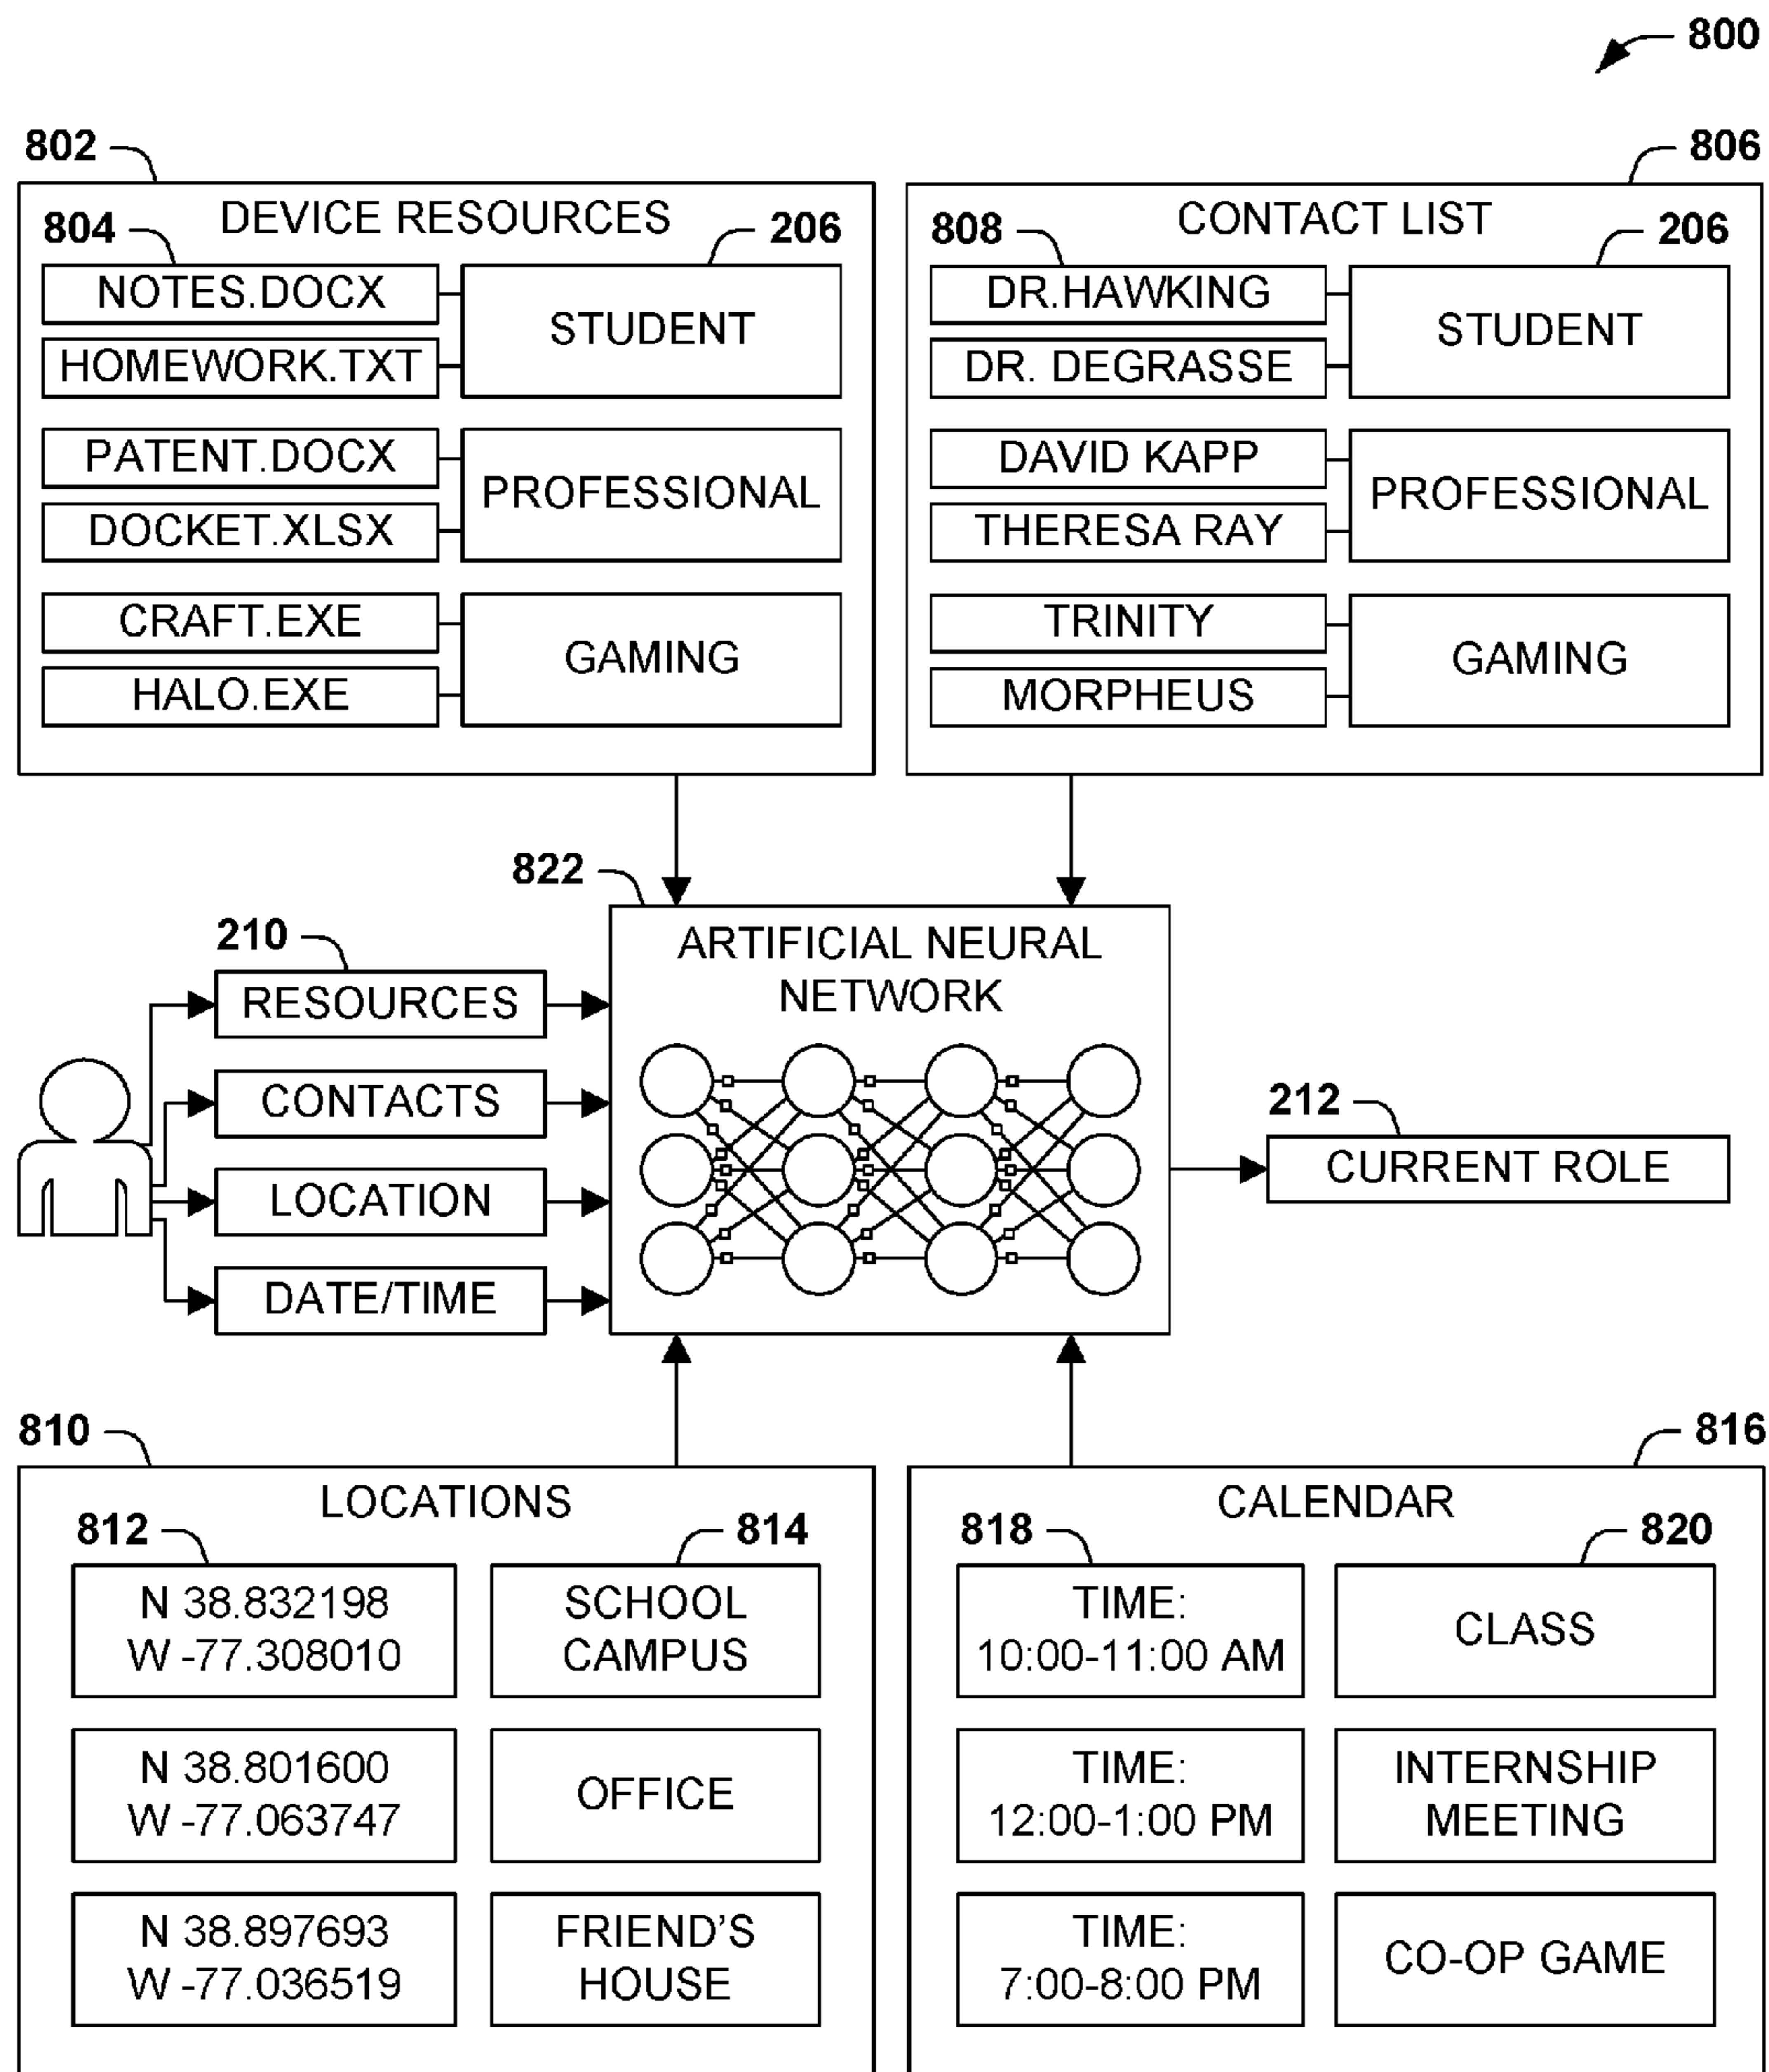 800
802
DEVICE RESOURCES
804
206
NOTES.DOCX
HOMEWORK.TXT
STUDENT
PATENT.DOCX
DOCKET.XLSX
PROFESSIONAL
CRAFT.EXE
HALO.EXE
GAMING
806
CONTACT LIST
808
206
DR.HAWKING
DR. DEGRASSE
STUDENT
DAVID KAPP
THERESA RAY
PROFESSIONAL
TRINITY
MORPHEUS
GAMING
822
ARTIFICIAL NEURAL
NETWORK
210
RESOURCES
CONTACTS
LOCATION
DATE/TIME
212
CURRENT ROLE
810
LOCATIONS
812
814
N 38.832198
W -77.308010
SCHOOL
CAMPUS
N 38.801600
W -77.063747
OFFICE
N 38.897693
W -77.036519
FRIEND'S
HOUSE
816
CALENDAR
818
820
TIME:
10:00-11:00 AM
CLASS
TIME:
12:00-1:00 PM
INTERNSHIP
MEETING
TIME:
7:00-8:00 PM
CO-OP GAME